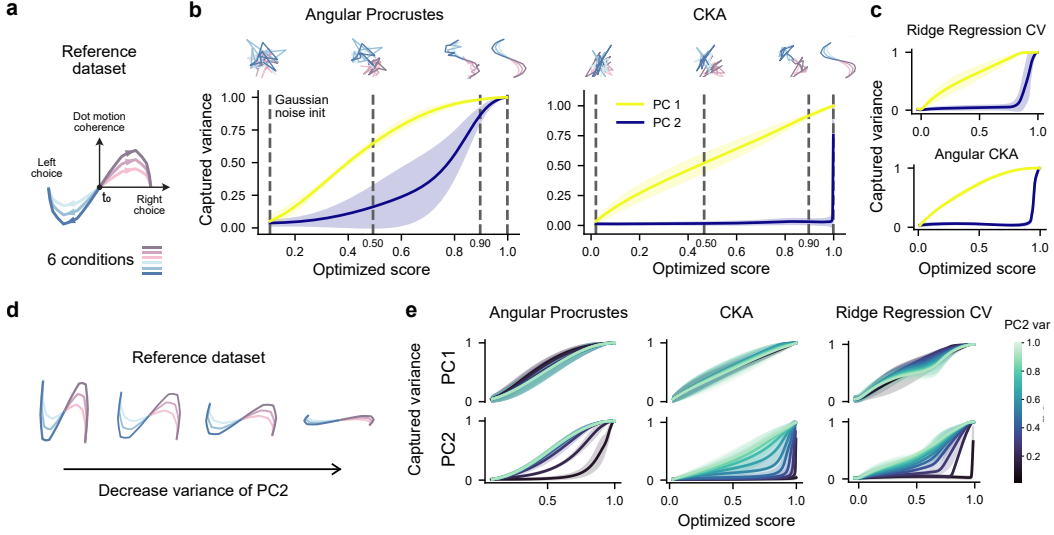 a
Reference
dataset
Dot motion
coherence
Left
choice
t₀
Right
choice
6 conditions
b
Angular Procrustes
CKA
Captured variance
1.00
0.75
0.50
0.25
0.00
Gaussian
noise init
0.2
0.50
0.6
0.8
0.90
1.0
Optimized score
1.00
0.75
0.50
0.25
0.00
PC 1
PC 2
0.0
0.2
0.50
0.6
0.8
0.90
1.0
Optimized score
c
Ridge Regression CV
Captured variance
1
0
0.0
0.5
1.0
Angular CKA
1
0
0.0
0.5
1.0
Optimized score
d
Reference dataset
Decrease variance of PC2
e
Angular Procrustes
CKA
Ridge Regression CV
Captured variance
PC1
1
0
1
0
1
0
PC2
1
0
0.5
1.0
1
0
0.0
0.5
1.0
1
0
0.0
0.5
1.0
Optimized score
PC2 var
1.0
0.8
0.6
0.4
0.2